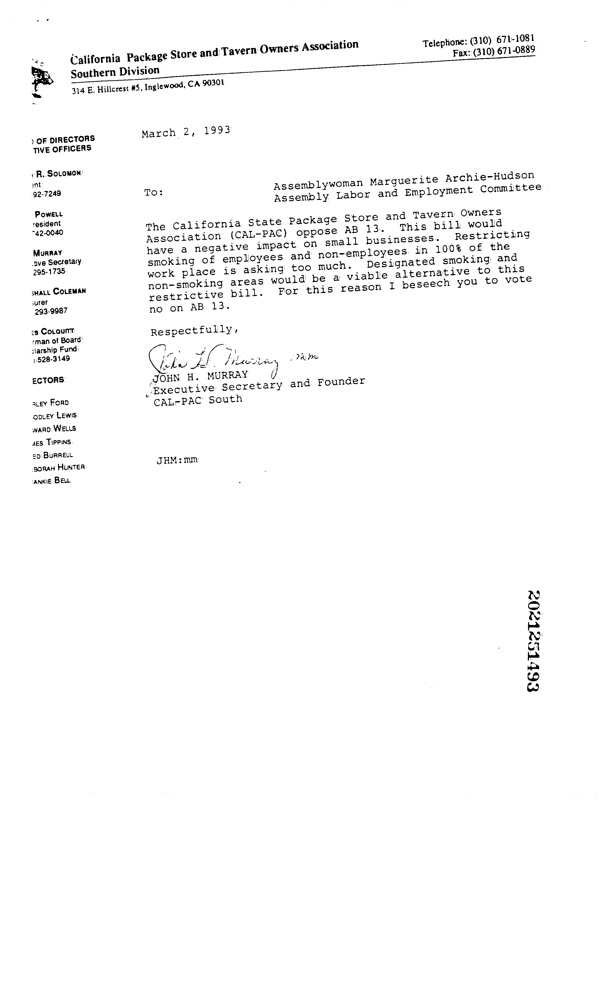 California Package Store and Tavern Owners Association
Southern Division
314 E. Hillcrest #5, Inglewood, CA 90301
Telephone: (310) 671-1081
Fax: (310) 671-0889
OF DIRECTORS
TIVE OFFICERS
R. SOLOMON
92-7249
POWELL
resident
42-0040
MURRAY
Secretary
295-1735
HALL COLEMAN
urer
293-9987
COLQUITT
man of Board
larship Fund
528-3149
ECTORS
LEY FORD
ODLEY LEWIS
WARD WELLS
ES TIPPINS
ED BURRELL
BORAH HUNTER
ANKIE BELL
March 2, 1993
To: Assemblywoman Marguerite Archie-Hudson
Assembly Labor and Employment Committee
The California State Package Store and Tavern Owners
Association (CAL-PAC) oppose AB 13. This bill would
have a negative impact on small businesses. Restricting
smoking of employees and non-employees in 100% of the
work place is asking too much. Designated smoking and
non-smoking areas would be a viable alternative to this
restrictive bill. For this reason I beseech you to vote
no on AB 13.
Respectfully,
John H. Murray mm
JOHN H. MURRAY
Executive Secretary and Founder
CAL-PAC South
JHM:mm
2021251493